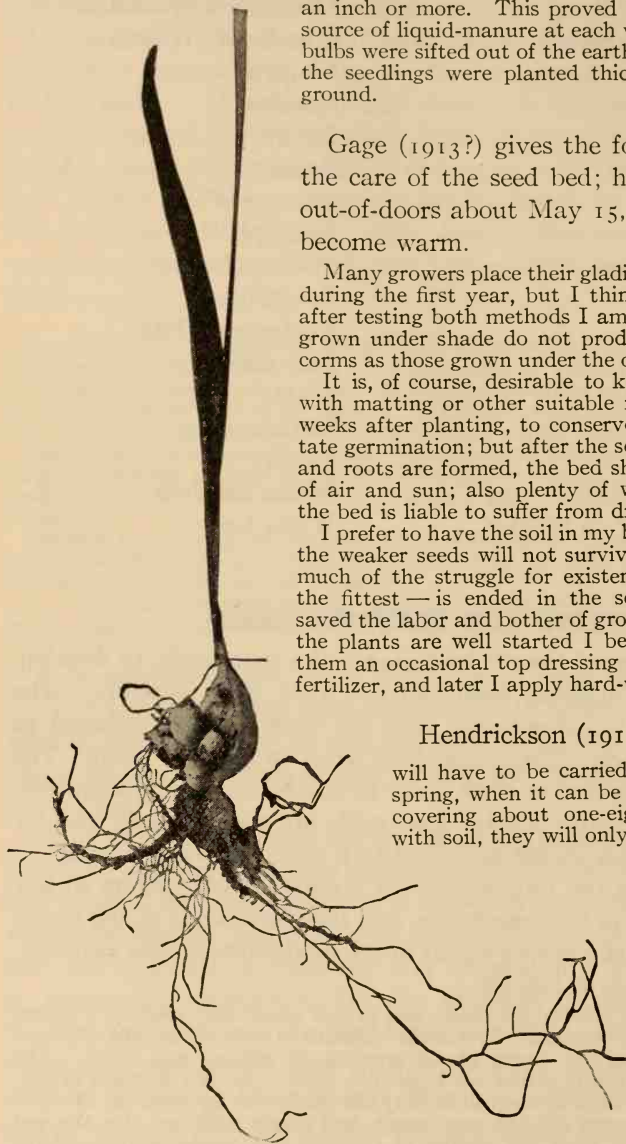 an inch or more. This proved
source of liquid-manure at each
bulbs were sifted out of the earth
the seedlings were planted thic
ground.
Gage (1913?) gives the fo
the care of the seed bed; h
out-of-doors about May 15,
become warm.
Many growers place their gladi
during the first year, but I thin
after testing both methods I am
grown under shade do not prod
corms as those grown under the o
It is, of course, desirable to k
with matting or other suitable
weeks after planting, to conserv
tate germination; but after the se
and roots are formed, the bed sh
of air and sun; also plenty of
the bed is liable to suffer from d
I prefer to have the soil in my b
the weaker seeds will not surviv
much of the struggle for existen
the fittest — is ended in the s
saved the labor and bother of gro
the plants are well started I be
them an occasional top dressing
fertilizer, and later I apply hard-
Hendrickson (191
will have to be carried
spring, when it can be
covering about one-eig
with soil, they will only